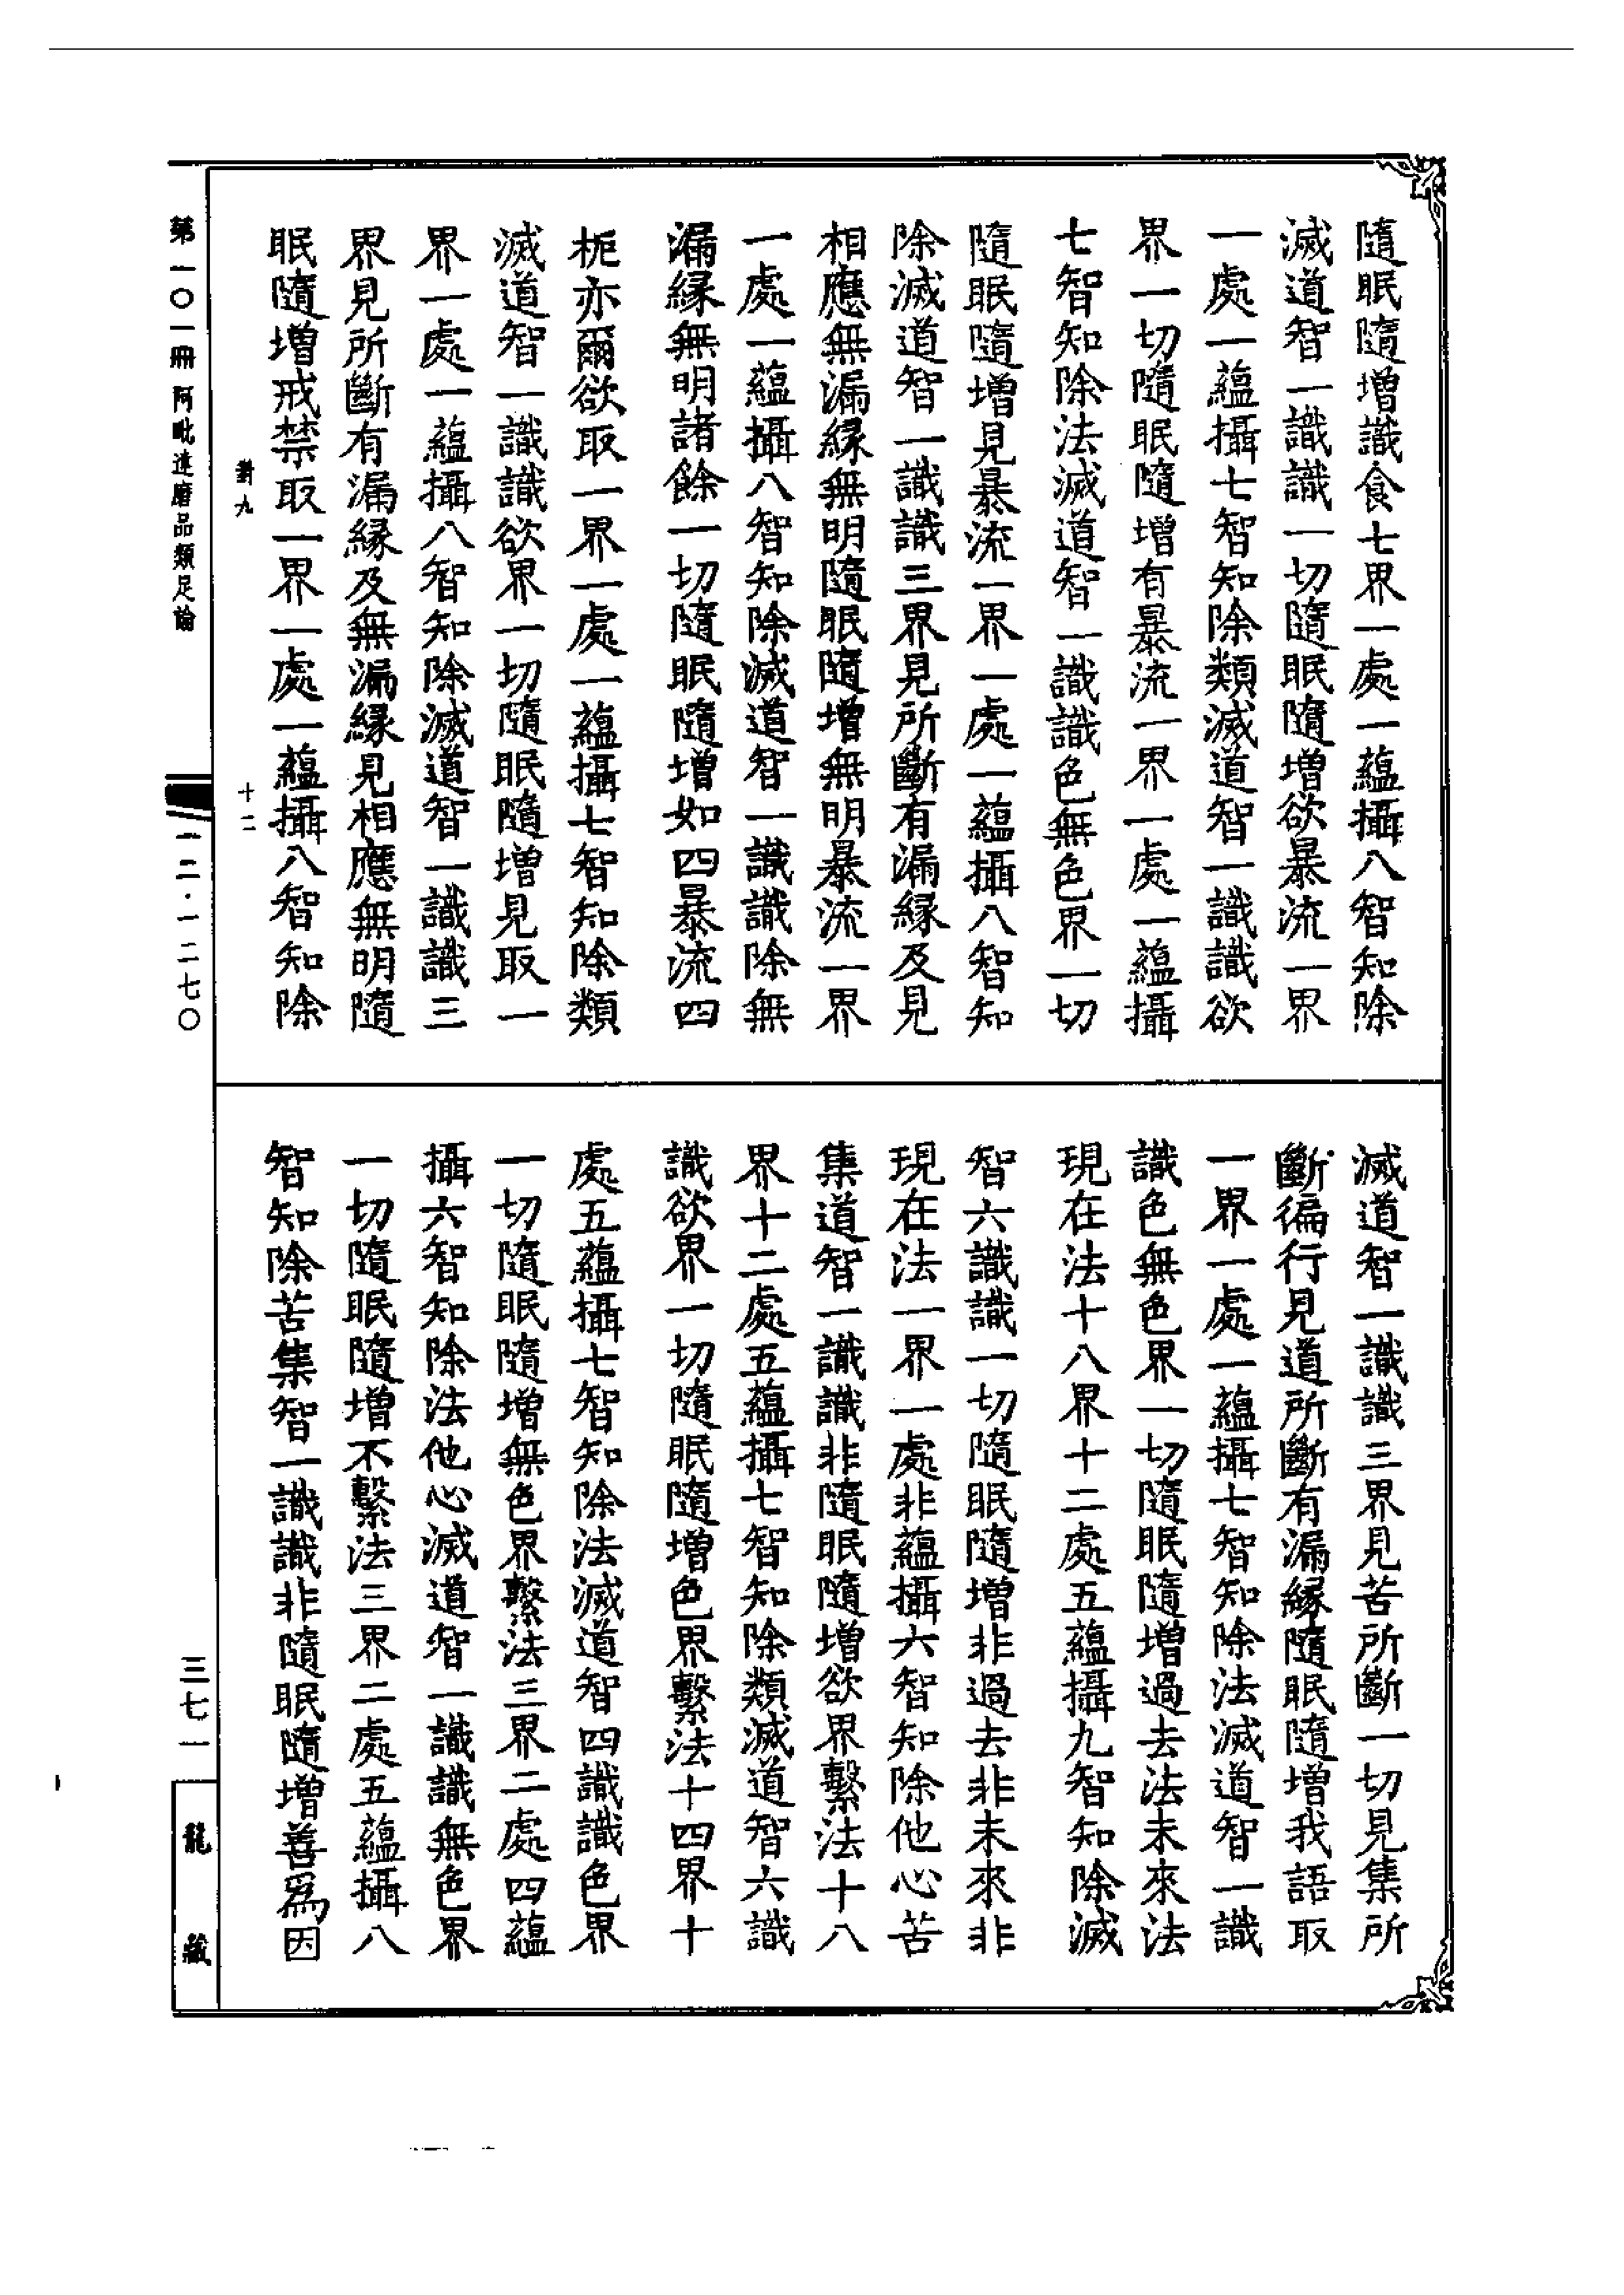 隨眠隨增識食七界一處一蘊攝八智知除
滅道智一識識一切隨眠隨增欲暴流一界
一處一蘊攝七智知除類滅道智一識識欲
界一切隨眠隨增有暴流一界一處一蘊攝
七智知除法滅道智一識識色無色界一切
隨眠隨增見暴流一界一處一蘊攝八智知
除滅道智一識識三界見所斷有漏緣及見
相應無漏緣無明隨眠隨增無明暴流一界
一處一蘊攝八智知除滅道智一識識除無
漏緣無明諸餘一切隨眠隨增如四暴流四
枙亦爾欲取一界一處一蘊攝七智知除類
滅道智一識識欲界一切隨眠隨增見取一
界一處一蘊攝八智知除滅道智一識識三
界見所斷有漏緣及無漏緣見相應無明隨
眠隨增戒禁取一界一處一蘊攝八智知除
滅道智一識識三界見苦所斷一切見集所
斷徧行見道所斷有漏緣隨眠隨增我語取
一界一處一蘊攝七智知除法滅道智一識
識色無色界一切隨眠隨增過去法未來法
現在法十八界十二處五蘊攝九智知除滅
智六識識一切隨眠隨增非過去非未來非
現在法一界一處非蘊攝六智知除他心苦
集道智一識識非隨眠隨增欲界繫法十八
界十二處五蘊攝七智知除類滅道智六識
識欲界一切隨眠隨增色界繫法十四界十
處五蘊攝七智知除法滅道智四識識色界
一切隨眠隨增無色界繫法三界二處四蘊
攝六智知除法他心滅道智一識識無色界
一切隨眠隨增不繫法三界二處五蘊攝八
智知除苦集智一識識非隨眠隨增善爲因
對九
十二
第一〇一冊 阿毗達磨品類足論
一二·一二七〇
三七一
龍藏